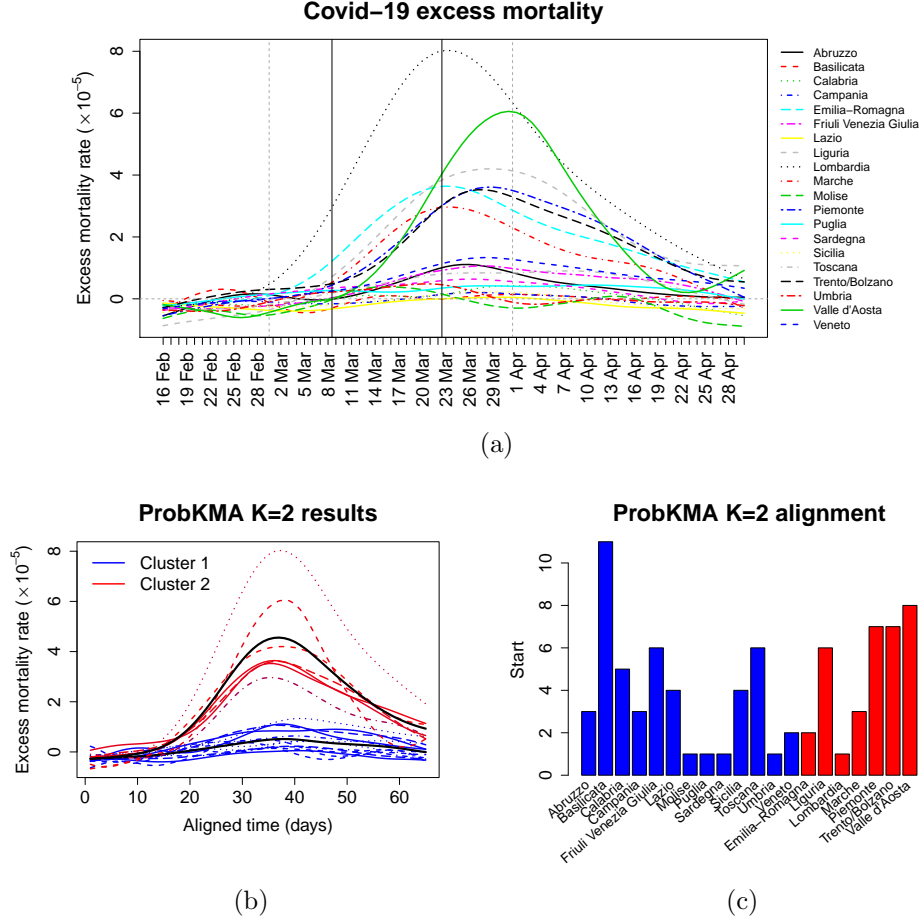 Covid−19 excess mortality
Excess mortality rate (×10⁻⁵)
8
6
4
2
0
16 Feb
19 Feb
22 Feb
25 Feb
28 Feb
2 Mar
5 Mar
8 Mar
11 Mar
14 Mar
17 Mar
20 Mar
23 Mar
26 Mar
29 Mar
1 Apr
4 Apr
7 Apr
10 Apr
13 Apr
16 Apr
19 Apr
22 Apr
25 Apr
28 Apr
Abruzzo
Basilicata
Calabria
Campania
Emilia−Romagna
Friuli Venezia Giulia
Lazio
Liguria
Lombardia
Marche
Molise
Piemonte
Puglia
Sardegna
Sicilia
Toscana
Trento/Bolzano
Umbria
Valle d'Aosta
Veneto
(a)
ProbKMA K=2 results
Excess mortality rate (×10⁻⁵)
8
6
4
2
0
Cluster 1
Cluster 2
0 10 20 30 40 50 60
Aligned time (days)
(b)
ProbKMA K=2 alignment
Start
10
8
6
4
2
0
Abruzzo
Basilicata
Calabria
Campania
Friuli Venezia Giulia
Lazio
Molise
Puglia
Sardegna
Sicilia
Toscana
Umbria
Veneto
Emilia−Romagna
Liguria
Lombardia
Marche
Piemonte
Trento/Bolzano
Valle d'Aosta
(c)